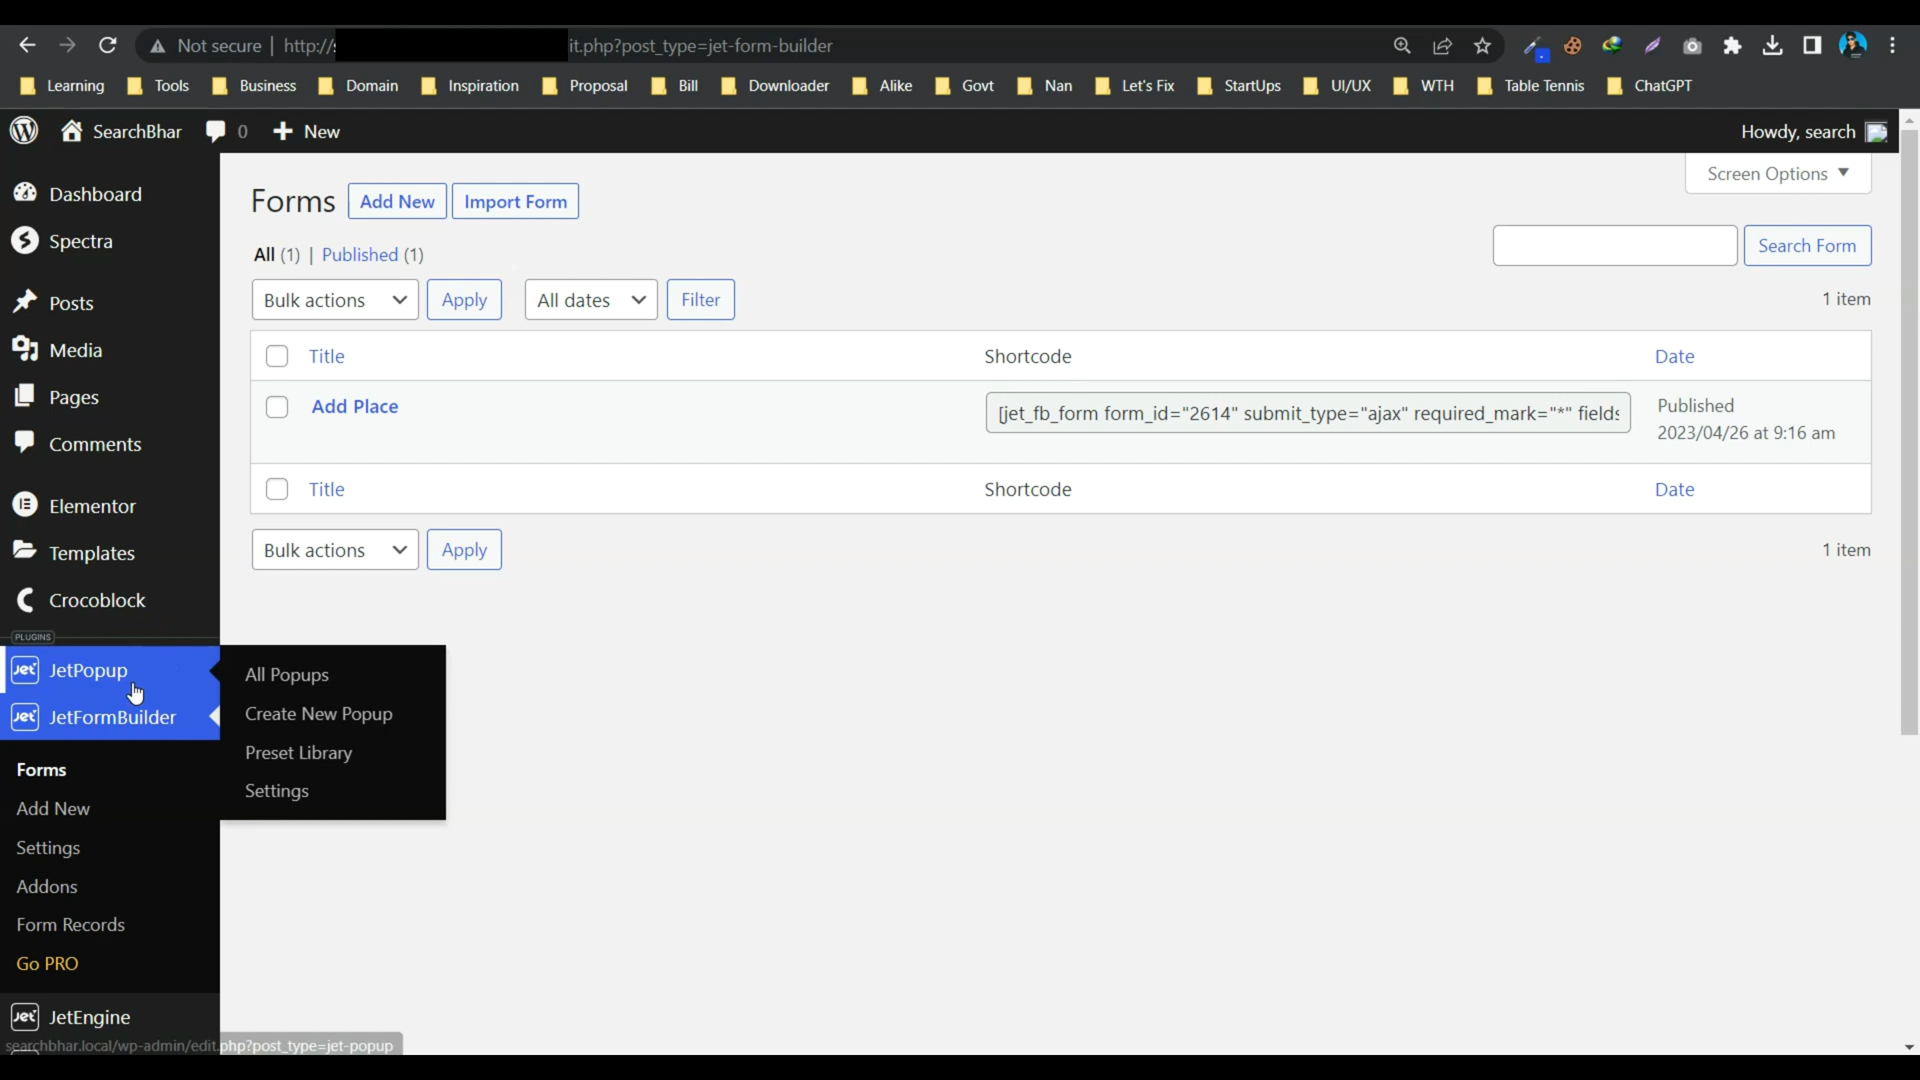 Not secure | http://s it.php?post_type=jet-form-builder
Learning Tools Business Domain Inspiration Proposal Bill Downloader Alike Govt Nan Let's Fix StartUps UI/UX WTH Table Tennis ChatGPT
SearchBhar 0 New Howdy, search
Screen Options
Dashboard
Spectra
Posts
Media
Pages
Comments
Elementor
Templates
Crocoblock
PLUGINS
Jet JetPopup
Jet JetFormBuilder
Forms
Add New
Settings
Addons
Form Records
Go PRO
Jet JetEngine
All Popups
Create New Popup
Preset Library
Settings
Forms Add New Import Form
All (1) | Published (1)
Search Form
Bulk actions Apply All dates Filter 1 item
Title Shortcode Date
Add Place [jet_fb_form form_id="2614" submit_type="ajax" required_mark="*" fields Published
2023/04/26 at 9:16 am
Title Shortcode Date
Bulk actions Apply 1 item
searchbhar.local/wp-admin/edit.php?post_type=jet-popup